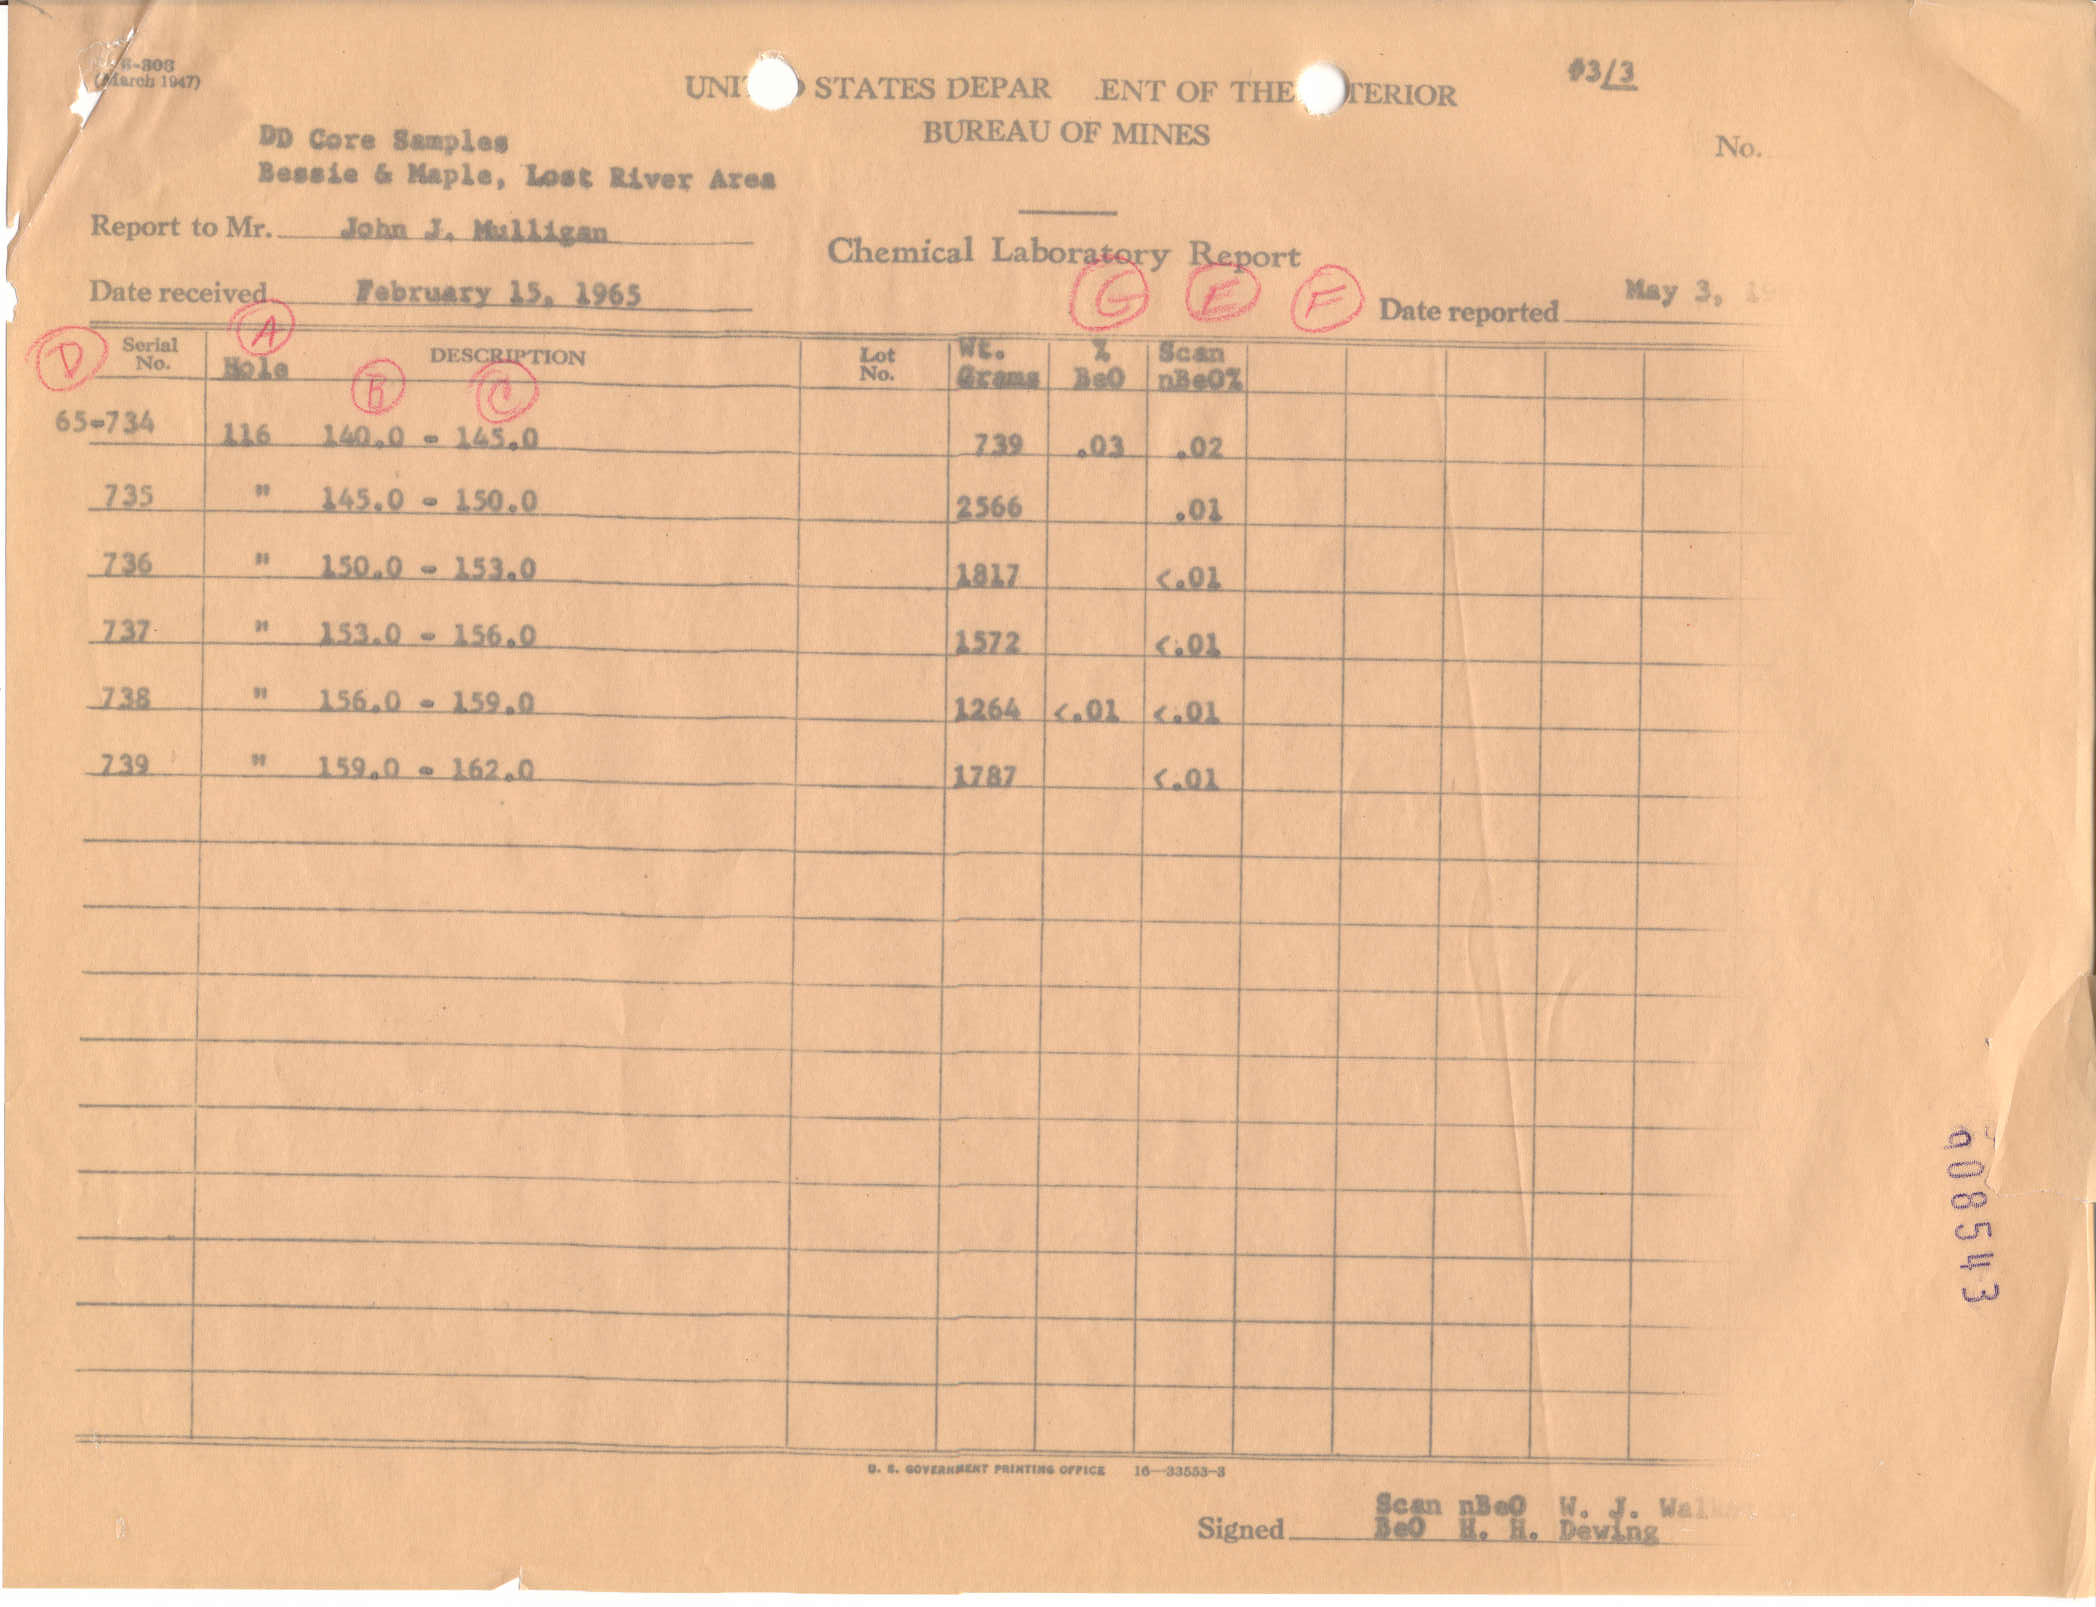 6-303
(March 1947)
UNI STATES DEPAR ENT OF THE TERIOR
#3/3
BUREAU OF MINES
No.
DD Core Samples
Bessie & Maple, Lost River Area
Report to Mr. John J. Mulligan
Chemical Laboratory Report
Date received February 15, 1965
G E F
Date reported May 3, 19
D Serial No. A Hole DESCRIPTION B C Lot No. Wt. Grams % BeO Scan nBeO%
65-734 116 140.0 - 145.0 739 .03 .02
735 " 145.0 - 150.0 2566 .01
736 " 150.0 - 153.0 1817 <.01
737 " 153.0 - 156.0 1572 <.01
738 " 156.0 - 159.0 1264 <.01 <.01
739 " 159.0 - 162.0 1787 <.01
U. S. GOVERNMENT PRINTING OFFICE 16—33553-3
Scan nBeO W. J.
Signed BeO H. H. Dewing
008543